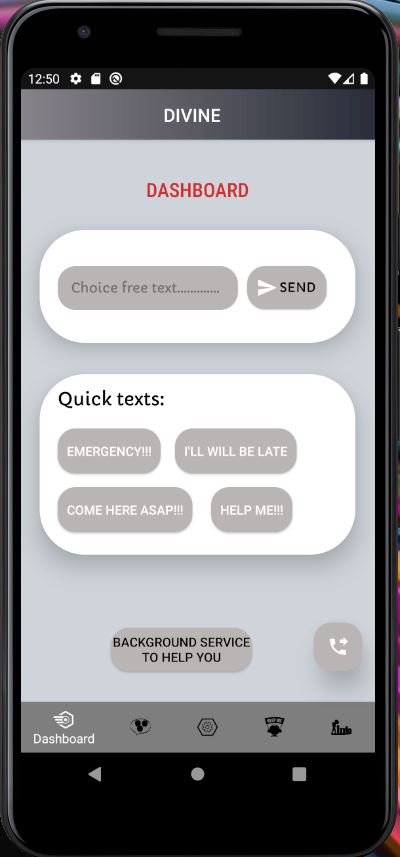 12:50
DIVINE
DASHBOARD
Choice free text.............
SEND
Quick texts:
EMERGENCY!!!
I'LL WILL BE LATE
COME HERE ASAP!!!
HELP ME!!!
BACKGROUND SERVICE
TO HELP YOU
Dashboard
Info